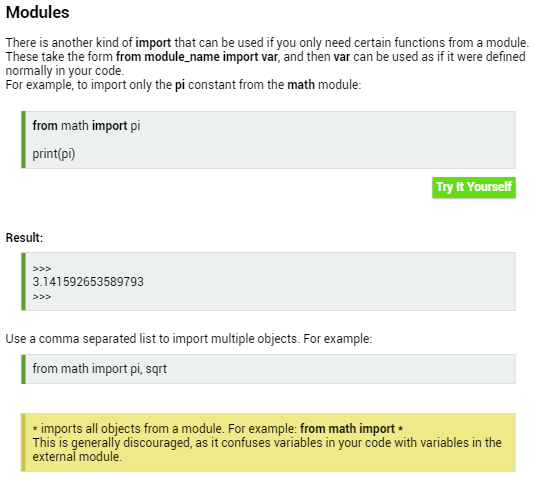 Modules
There is another kind of import that can be used if you only need certain functions from a module.
These take the form from module_name import var, and then var can be used as if it were defined
normally in your code.
For example, to import only the pi constant from the math module:
from math import pi
print(pi)
Try It Yourself
Result:
>>>
3.141592653589793
>>>
Use a comma separated list to import multiple objects. For example:
from math import pi, sqrt
* imports all objects from a module. For example: from math import *
This is generally discouraged, as it confuses variables in your code with variables in the
external module.